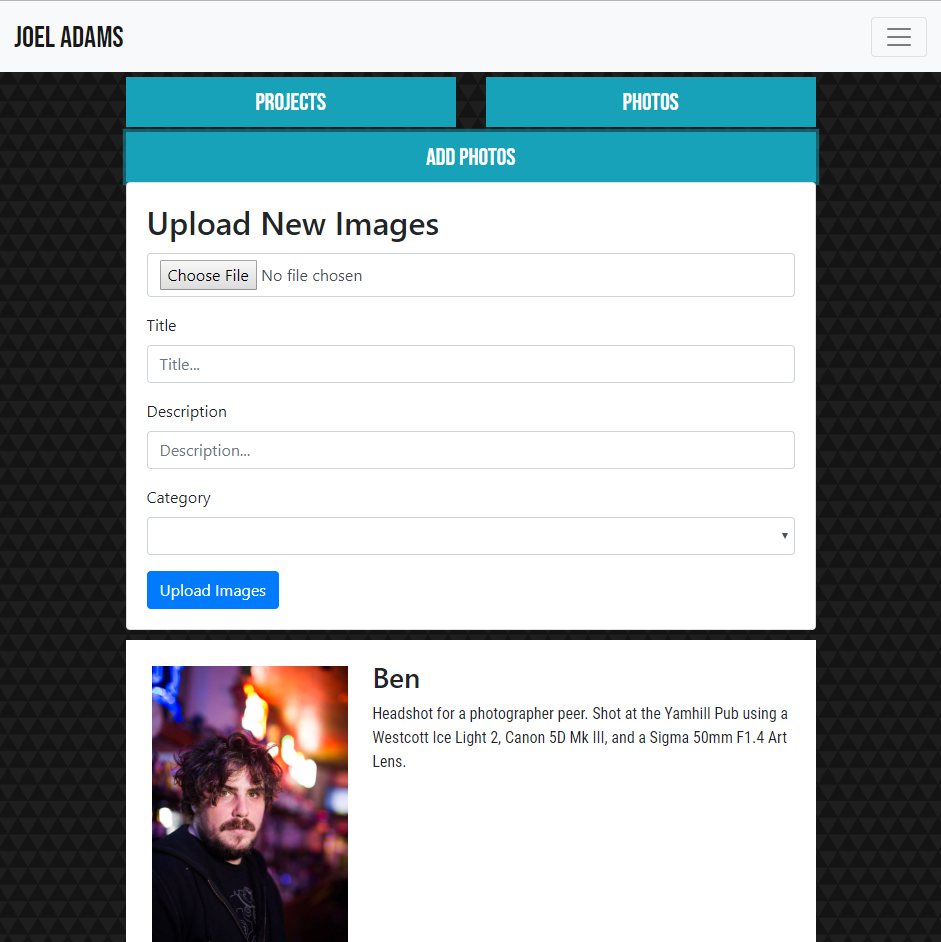 JOEL ADAMS
PROJECTS
PHOTOS
ADD PHOTOS
Upload New Images
Choose File No file chosen
Title
Title...
Description
Description...
Category
Upload Images
Ben
Headshot for a photographer peer. Shot at the Yamhill Pub using a
Westcott Ice Light 2, Canon 5D Mk III, and a Sigma 50mm F1.4 Art
Lens.